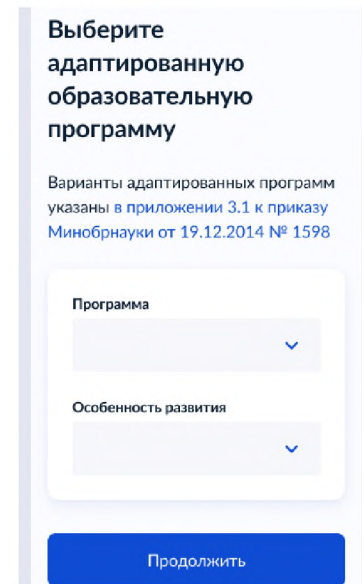 Выберите
адаптированную
образовательную
программу
Варианты адаптированных программ
указаны в приложении 3.1 к приказу
Минобрнауки от 19.12.2014 № 1598
Программа
Особенность развития
Продолжить